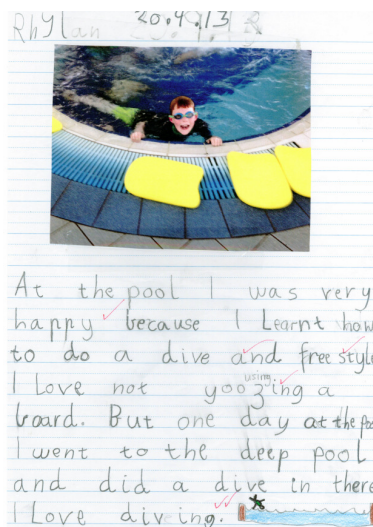 Rhylan 20.9.13
At the pool I was very
happy because I Learnt how
to do a dive and free style
I Love not yoozing a
using
board. But one day at the po
I went to the deep pool
and did a dive in there
I Love diving.